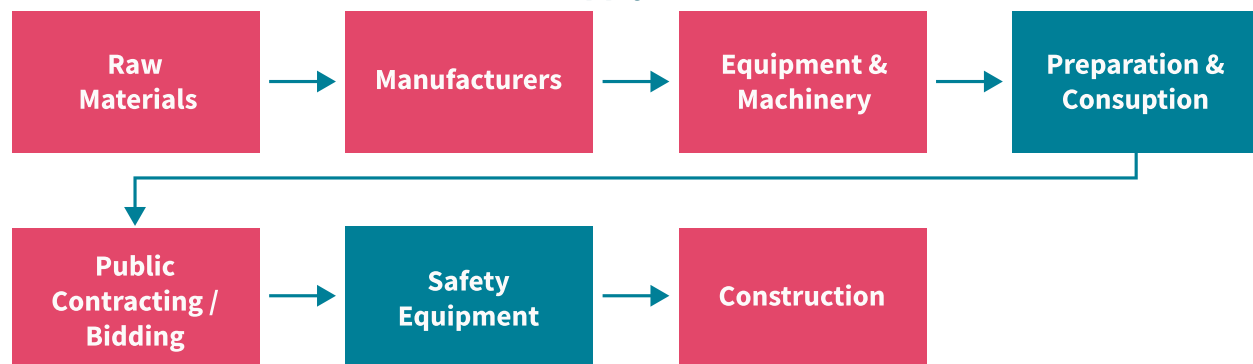 Raw
Materials
Manufacturers
Equipment &
Machinery
Preparation &
Consuption
Public
Contracting /
Bidding
Safety
Equipment
Construction